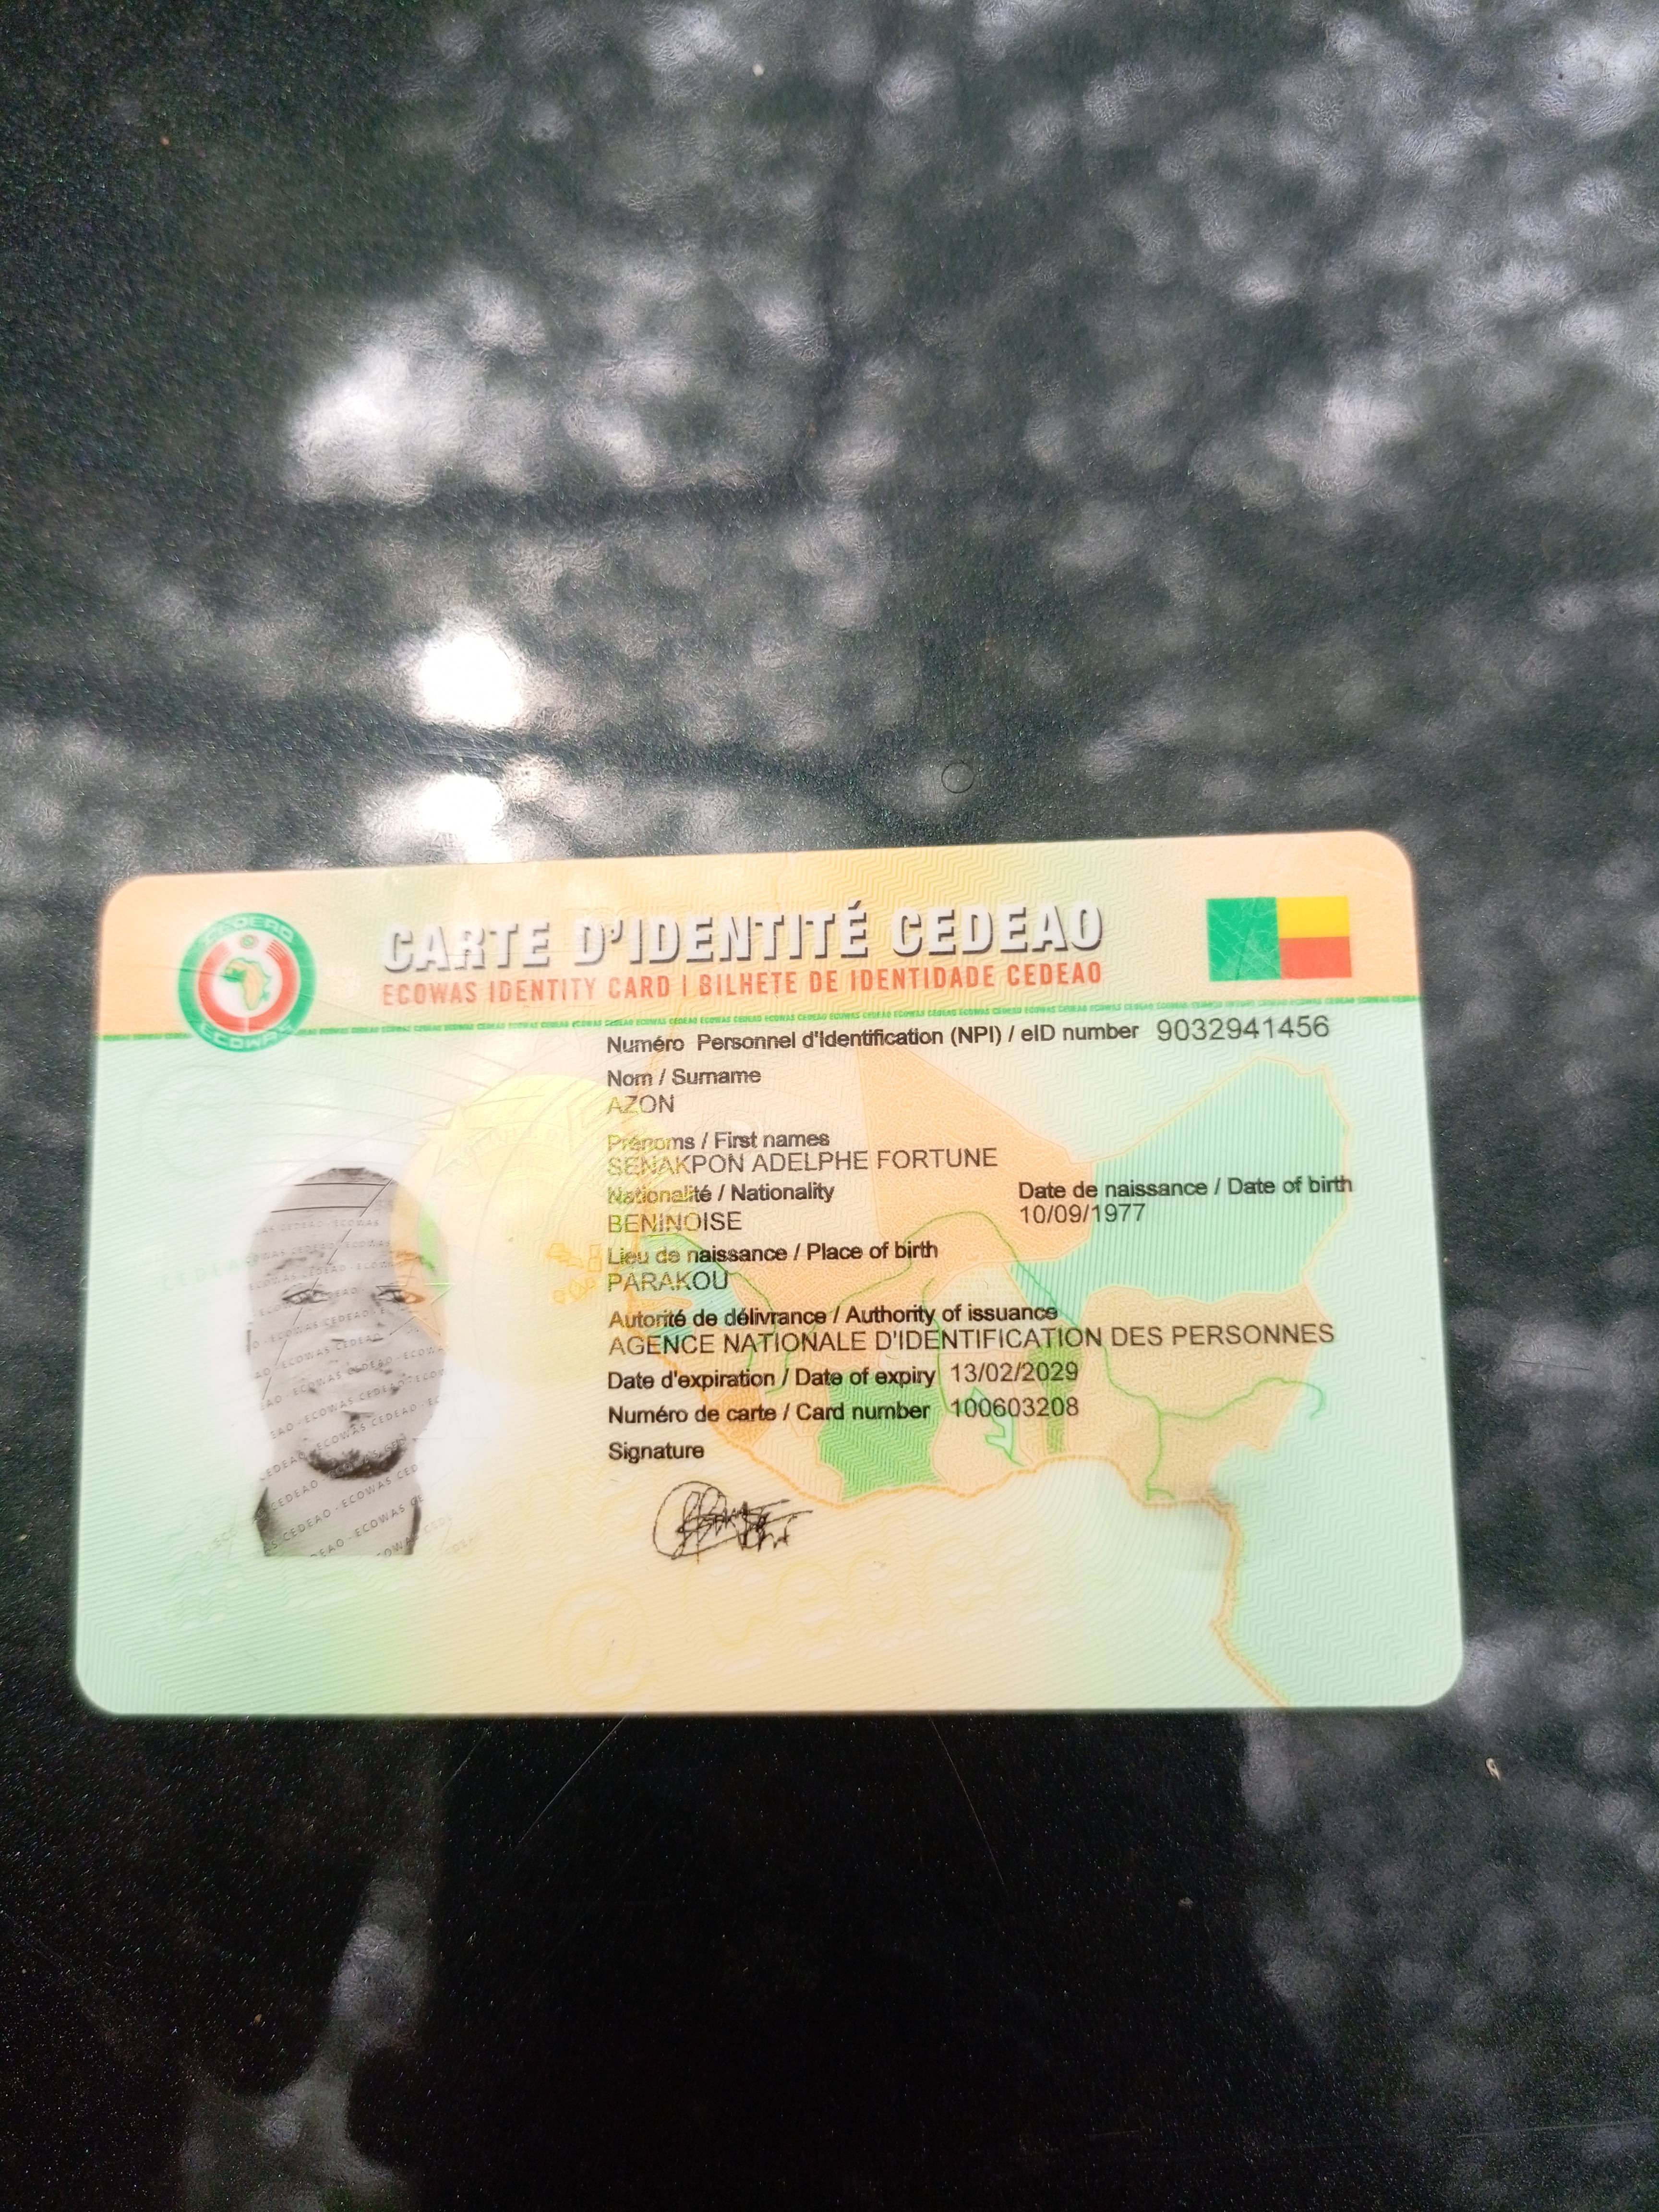 CEDEAO
ECOWAS
CARTE D'IDENTITÉ CEDEAO
ECOWAS IDENTITY CARD | BILHETE DE IDENTIDADE CEDEAO
Numéro Personnel d'Identification (NPI) / eID number 9032941456
Nom / Surname
AZON
Prénoms / First names
SENAKPON ADELPHE FORTUNE
Nationalité / Nationality
BENINOISE
Date de naissance / Date of birth
10/09/1977
Lieu de naissance / Place of birth
PARAKOU
Autorité de délivrance / Authority of issuance
AGENCE NATIONALE D'IDENTIFICATION DES PERSONNES
Date d'expiration / Date of expiry 13/02/2029
Numéro de carte / Card number 100603208
Signature